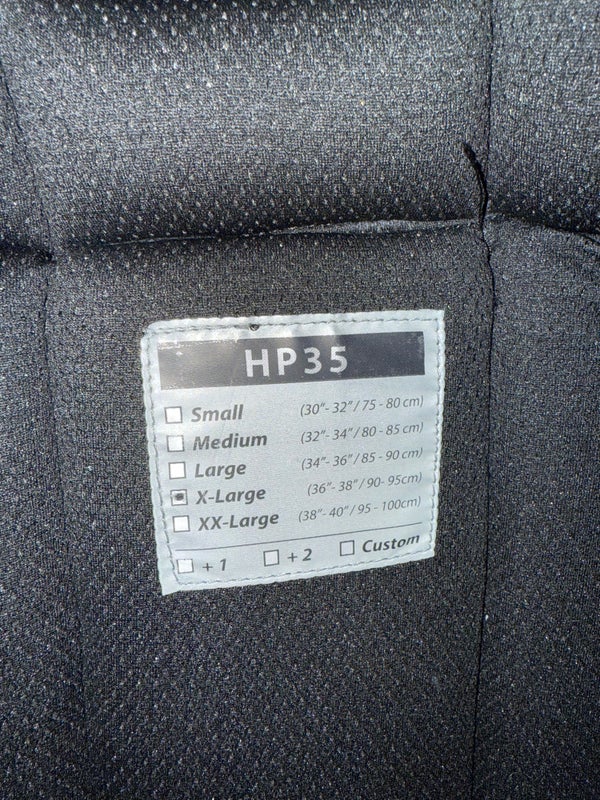 HP35
Small (30"- 32" / 75 - 80 cm)
Medium (32"- 34" / 80 - 85 cm)
Large (34"- 36" / 85 - 90 cm)
X-Large (36"- 38" / 90- 95cm)
XX-Large (38"- 40" / 95 - 100cm)
+ 1 + 2 Custom